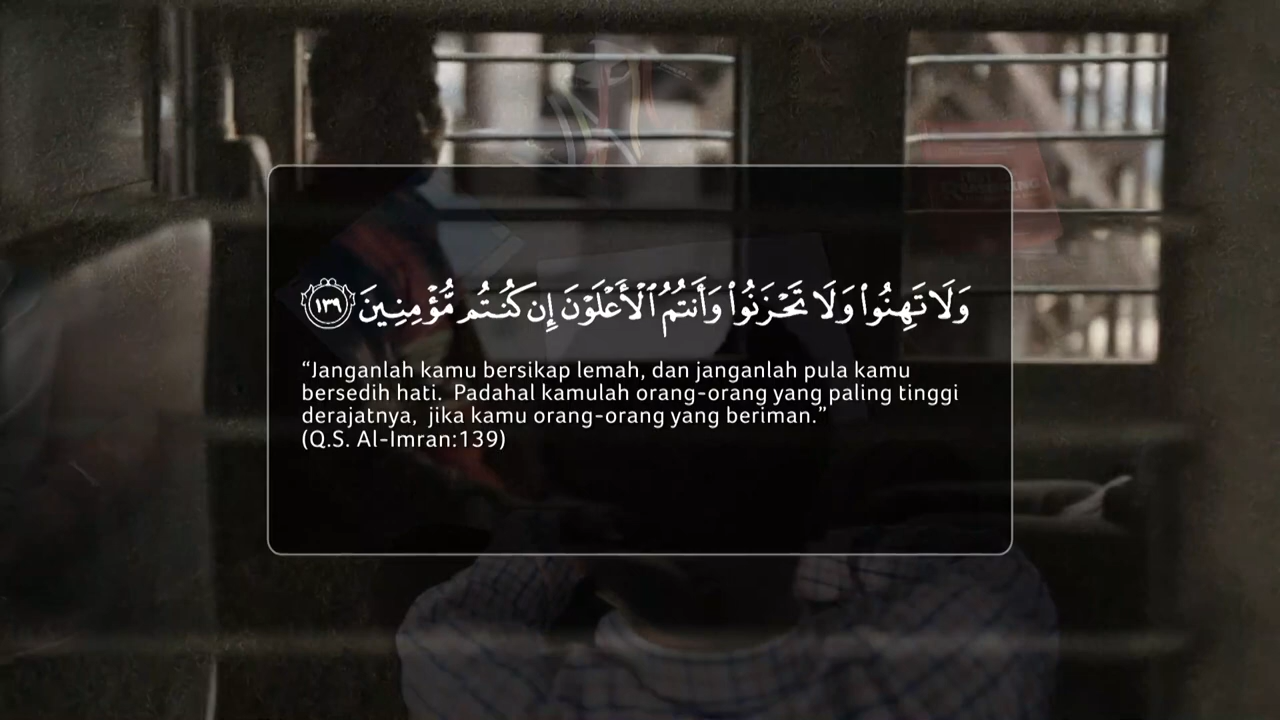 وَلَا تَهِنُوا۟ وَلَا تَحْزَنُوا۟ وَأَنتُمُ ٱلْأَعْلَوْنَ إِن كُنتُم مُّؤْمِنِينَ ١٣٩
“Janganlah kamu bersikap lemah, dan janganlah pula kamu
bersedih hati.  Padahal kamulah orang-orang yang paling tinggi
derajatnya,  jika kamu orang-orang yang beriman.”
(Q.S. Al-Imran:139)